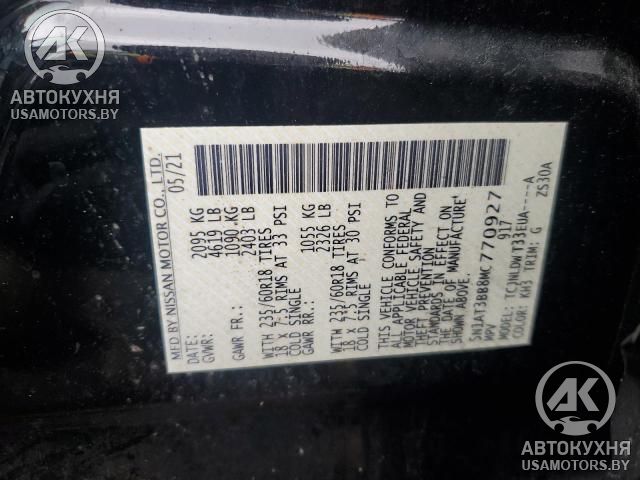 AK
АВТОКУХНЯ
USAMOTORS.BY
MFD BY NISSAN MOTOR CO., LTD.
DATE: 05/21
GVWR: 2095 KG
4619 LB
GAWR FR: 1090 KG
2403 LB
WITH 235/60R18 TIRES
18 X 7.5 RIMS AT 33 PSI
COLD SINGLE
GAWR RR: 1055 KG
2326 LB
WITH 235/60R18 TIRES
18 X 7.5 RIMS AT 30 PSI
COLD SINGLE
THIS VEHICLE CONFORMS TO
ALL APPLICABLE FEDERAL
MOTOR VEHICLE SAFETY AND
THEFT PREVENTION
STANDARDS IN EFFECT ON
THE DATE OF MANUFACTURE
SHOWN ABOVE.
5N1AT3BB8MC770927
MPV 917
MODEL: TCJNLDWT33EUA----A
COLOR: KH3 TRIM: G ZS30A
AK
АВТОКУХНЯ
USAMOTORS.BY